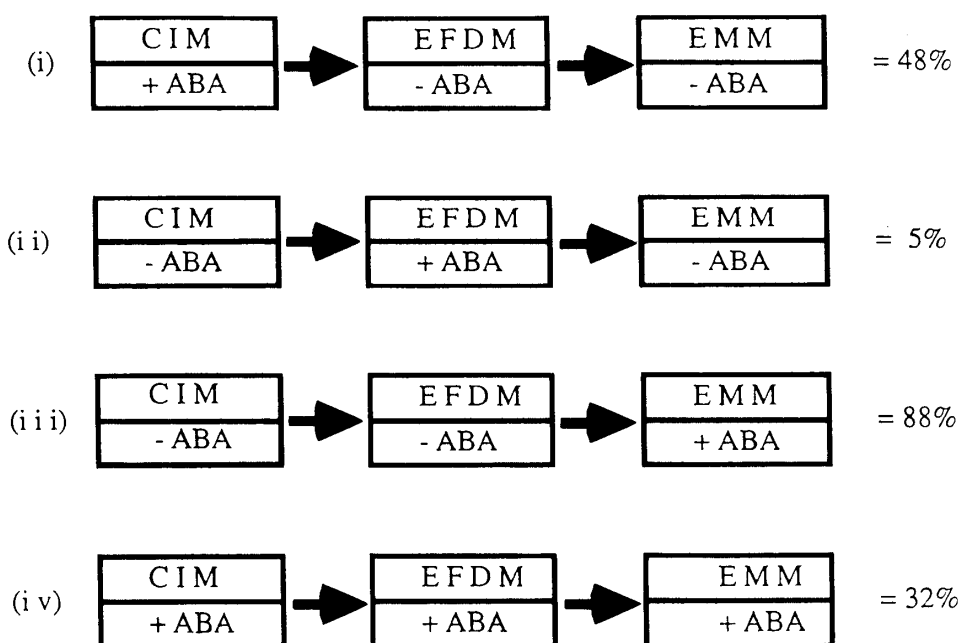 CIM EFDM EMM
(i) = 48%
+ ABA - ABA - ABA
CIM EFDM EMM
(ii) = 5%
- ABA + ABA - ABA
CIM EFDM EMM
(iii) = 88%
- ABA - ABA + ABA
CIM EFDM EMM
(iv) = 32%
+ ABA + ABA + ABA